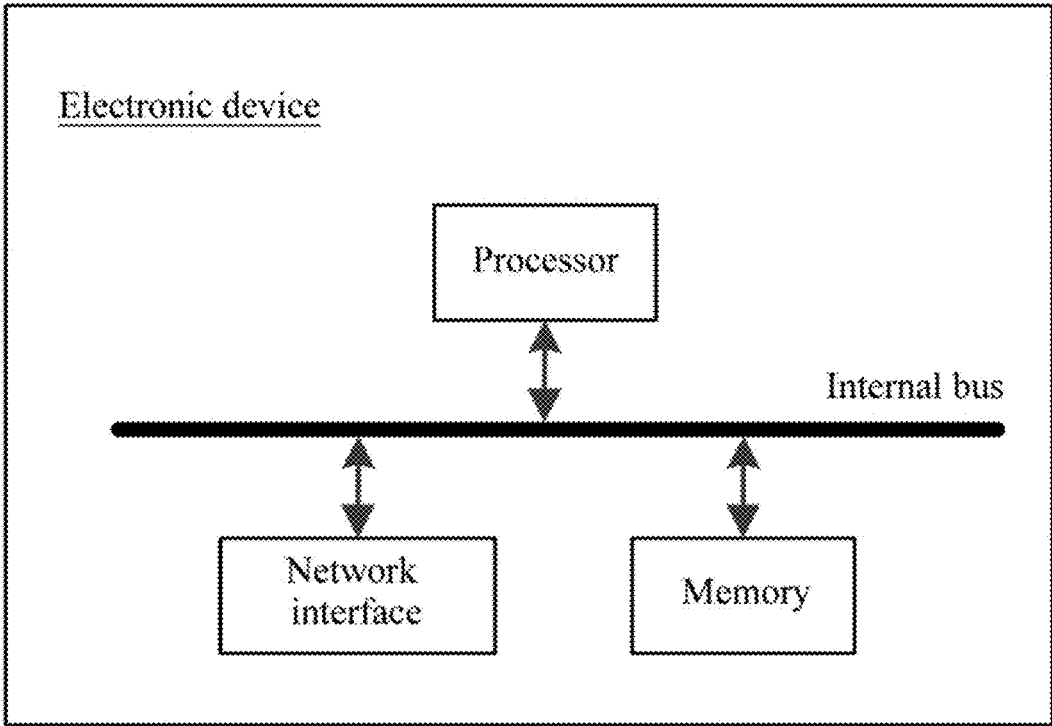 Electronic device
Processor
Internal bus
Network
interface
Memory